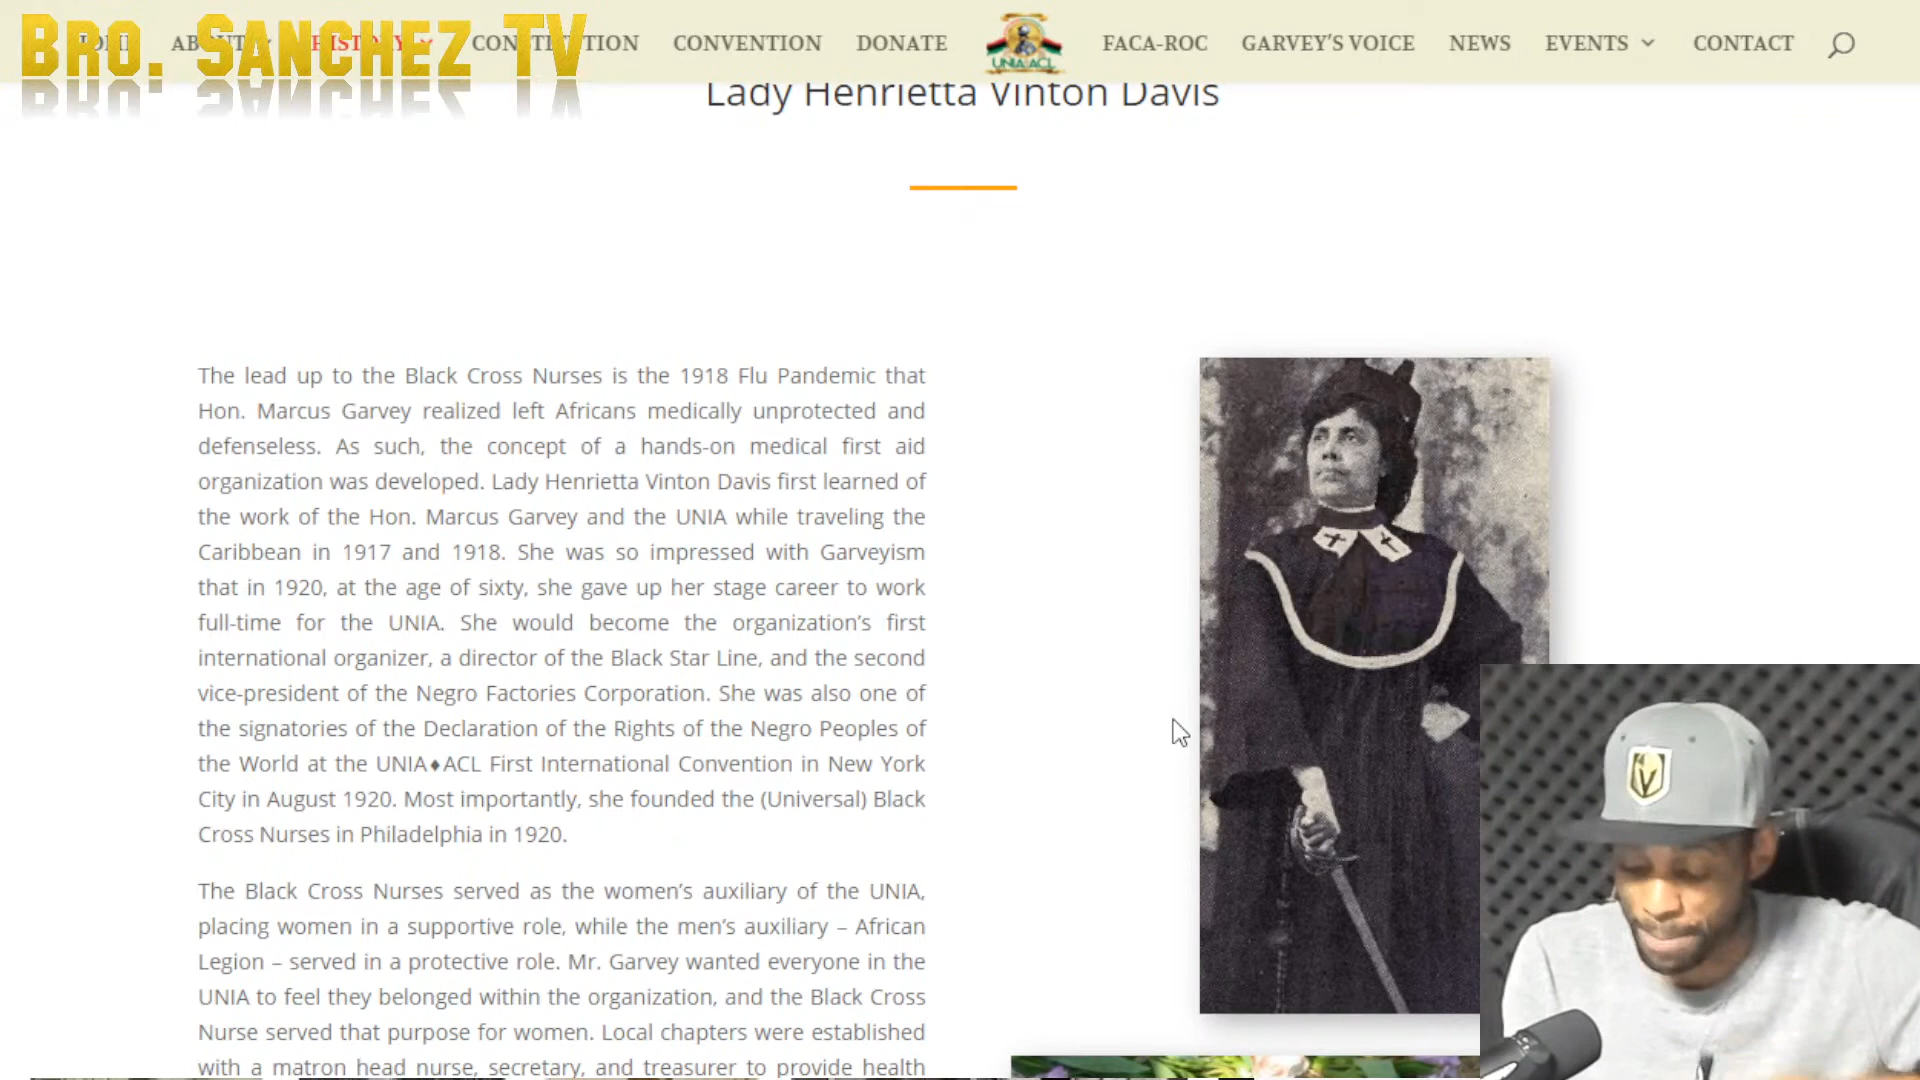 BRO. SANCHEZ TV
HOME ABOUT HISTORY CONSTITUTION CONVENTION DONATE UNIA ACL FACA-ROC GARVEY'S VOICE NEWS EVENTS CONTACT
Lady Henrietta Vinton Davis
The lead up to the Black Cross Nurses is the 1918 Flu Pandemic that
Hon. Marcus Garvey realized left Africans medically unprotected and
defenseless. As such, the concept of a hands-on medical first aid
organization was developed. Lady Henrietta Vinton Davis first learned of
the work of the Hon. Marcus Garvey and the UNIA while traveling the
Caribbean in 1917 and 1918. She was so impressed with Garveyism
that in 1920, at the age of sixty, she gave up her stage career to work
full-time for the UNIA. She would become the organization's first
international organizer, a director of the Black Star Line, and the second
vice-president of the Negro Factories Corporation. She was also one of
the signatories of the Declaration of the Rights of the Negro Peoples of
the World at the UNIA♦ACL First International Convention in New York
City in August 1920. Most importantly, she founded the (Universal) Black
Cross Nurses in Philadelphia in 1920.
The Black Cross Nurses served as the women's auxiliary of the UNIA,
placing women in a supportive role, while the men's auxiliary – African
Legion – served in a protective role. Mr. Garvey wanted everyone in the
UNIA to feel they belonged within the organization, and the Black Cross
Nurse served that purpose for women. Local chapters were established
with a matron head nurse, secretary, and treasurer to provide health